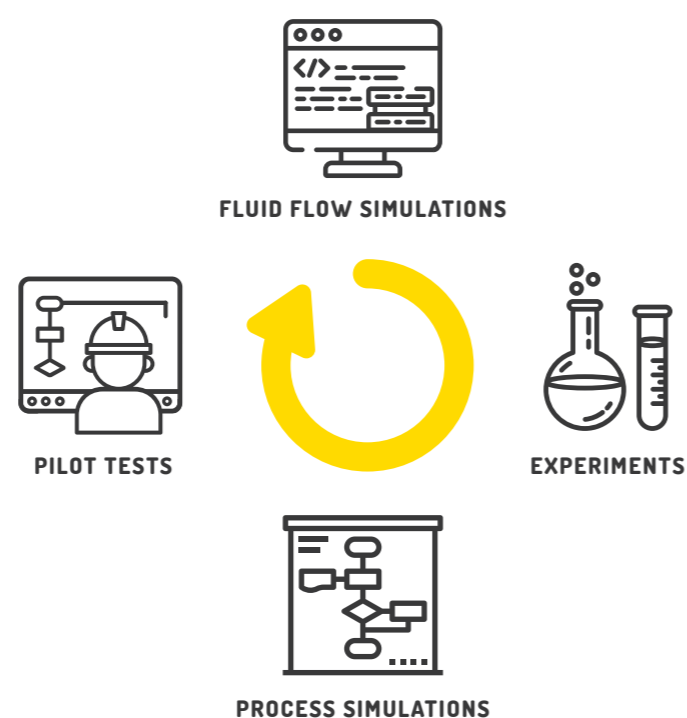 </>
FLUID FLOW SIMULATIONS
PILOT TESTS
EXPERIMENTS
PROCESS SIMULATIONS